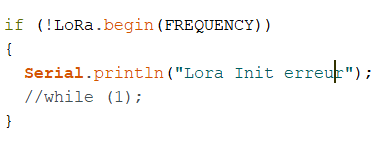 if (!LoRa.begin(FREQUENCY))
{
  Serial.println("Lora Init erreur");
  //while (1);
}